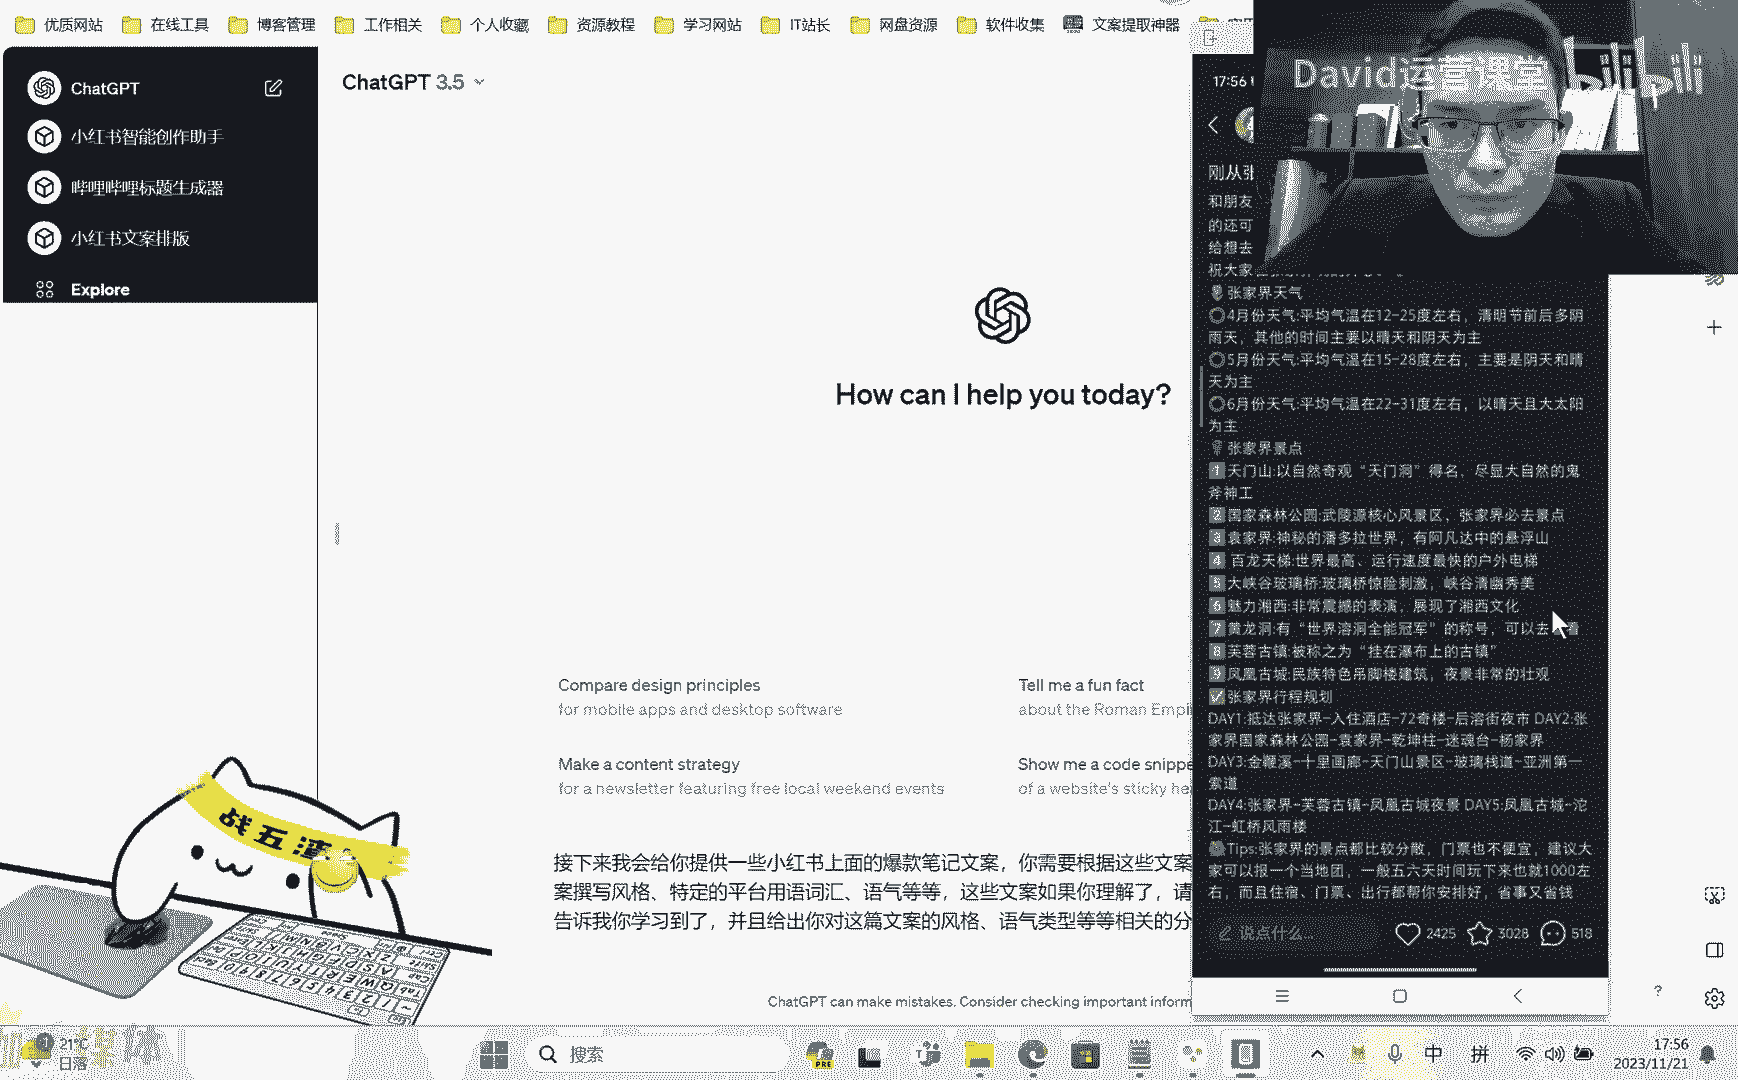 优质网站
在线工具
博客管理
工作相关
个人收藏
资源教程
学习网站
IT站长
网盘资源
软件收集
文案提取神器
ChatGPT
小红书智能创作助手
哔哩哔哩标题生成器
小红书文案排版
Explore
ChatGPT 3.5
How can I help you today?
Compare design principles
for mobile apps and desktop software
Tell me a fun fact
about the Roman Empi
Make a content strategy
for a newsletter featuring free local weekend events
Show me a code snippe
of a website's sticky he
接下来我会给你提供一些小红书上面的爆款笔记文案，你需要根据这些文案
案撰写风格、特定的平台用语词汇、语气等等，这些文案如果你理解了，请
告诉我你学习到了，并且给出你对这篇文案的风格、语气类型等等相关的分
ChatGPT can make mistakes. Consider checking important inform
David运营课堂
bilibili
17:56
刚从张
和朋友
的还可
给想去
祝大家
张家界天气
4月份天气:平均气温在12-25度左右，清明节前后多阴
雨天，其他的时间主要以晴天和阴天为主
5月份天气:平均气温在15-28度左右，主要是阴天和晴
天为主
6月份天气:平均气温在22-31度左右，以晴天且大太阳
为主
张家界景点
1 天门山:以自然奇观“天门洞”得名，尽显大自然的鬼
斧神工
2 国家森林公园:武陵源核心风景区、张家界必去景点
3 袁家界:神秘的潘多拉世界，有阿凡达中的悬浮山
4 百龙天梯:世界最高、运行速度最快的户外电梯
5 大峡谷玻璃桥:玻璃桥惊险刺激，峡谷清幽秀美
6 魅力湘西:非常震撼的表演，展现了湘西文化
7 黄龙洞:有“世界溶洞全能冠军”的称号，可以去看
8 芙蓉古镇:被称之为“挂在瀑布上的古镇”
9 凤凰古城:民族特色吊脚楼建筑，夜景非常的壮观
张家界行程规划
DAY1:抵达张家界-入住酒店-72奇楼-后溶街夜市 DAY2:张
家界国家森林公园-袁家界-乾坤柱-迷魂台-杨家界
DAY3:金鞭溪-十里画廊-天门山景区-玻璃栈道-亚洲第一
索道
DAY4:张家界-芙蓉古镇-凤凰古城夜景 DAY5:凤凰古城-沱
江-虹桥风雨楼
Tips:张家界的景点都比较分散，门票也不便宜，建议大
家可以报一个当地团，一般五六天时间玩下来也就1000左
右，而且住宿、门票、出行都帮你安排好，省事又省钱
说点什么...
2425
3028
518
战五渣
21°C
日落
搜索
PRE
中
拼
17:56
2023/11/21